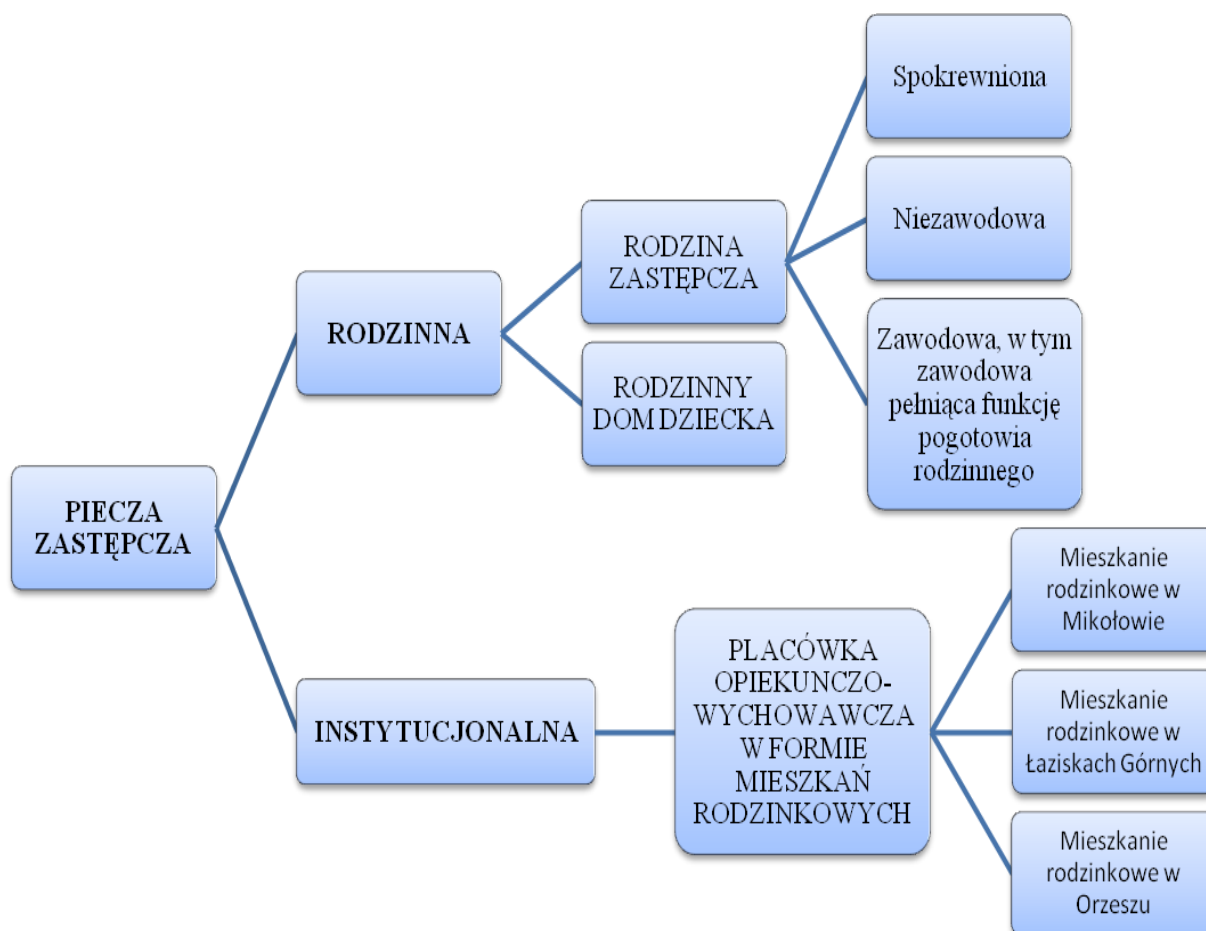 PIECZA
ZASTĘPCZA
RODZINNA
RODZINA
ZASTĘPCZA
Spokrewniona
Niezawodowa
Zawodowa, w tym
zawodowa
pełniąca funkcję
pogotowia
rodzinnego
RODZINNY
DOM DZIECKA
INSTYTUCJONALNA
PLACÓWKA
OPIEKUNCZO-
WYCHOWAWCZA
W FORMIE
MIESZKAŃ
RODZINKOWYCH
Mieszkanie
rodzinkowe w
Mikołowie
Mieszkanie
rodzinkowe w
Łaziskach Górnych
Mieszkanie
rodzinkowe w
Orzeszu